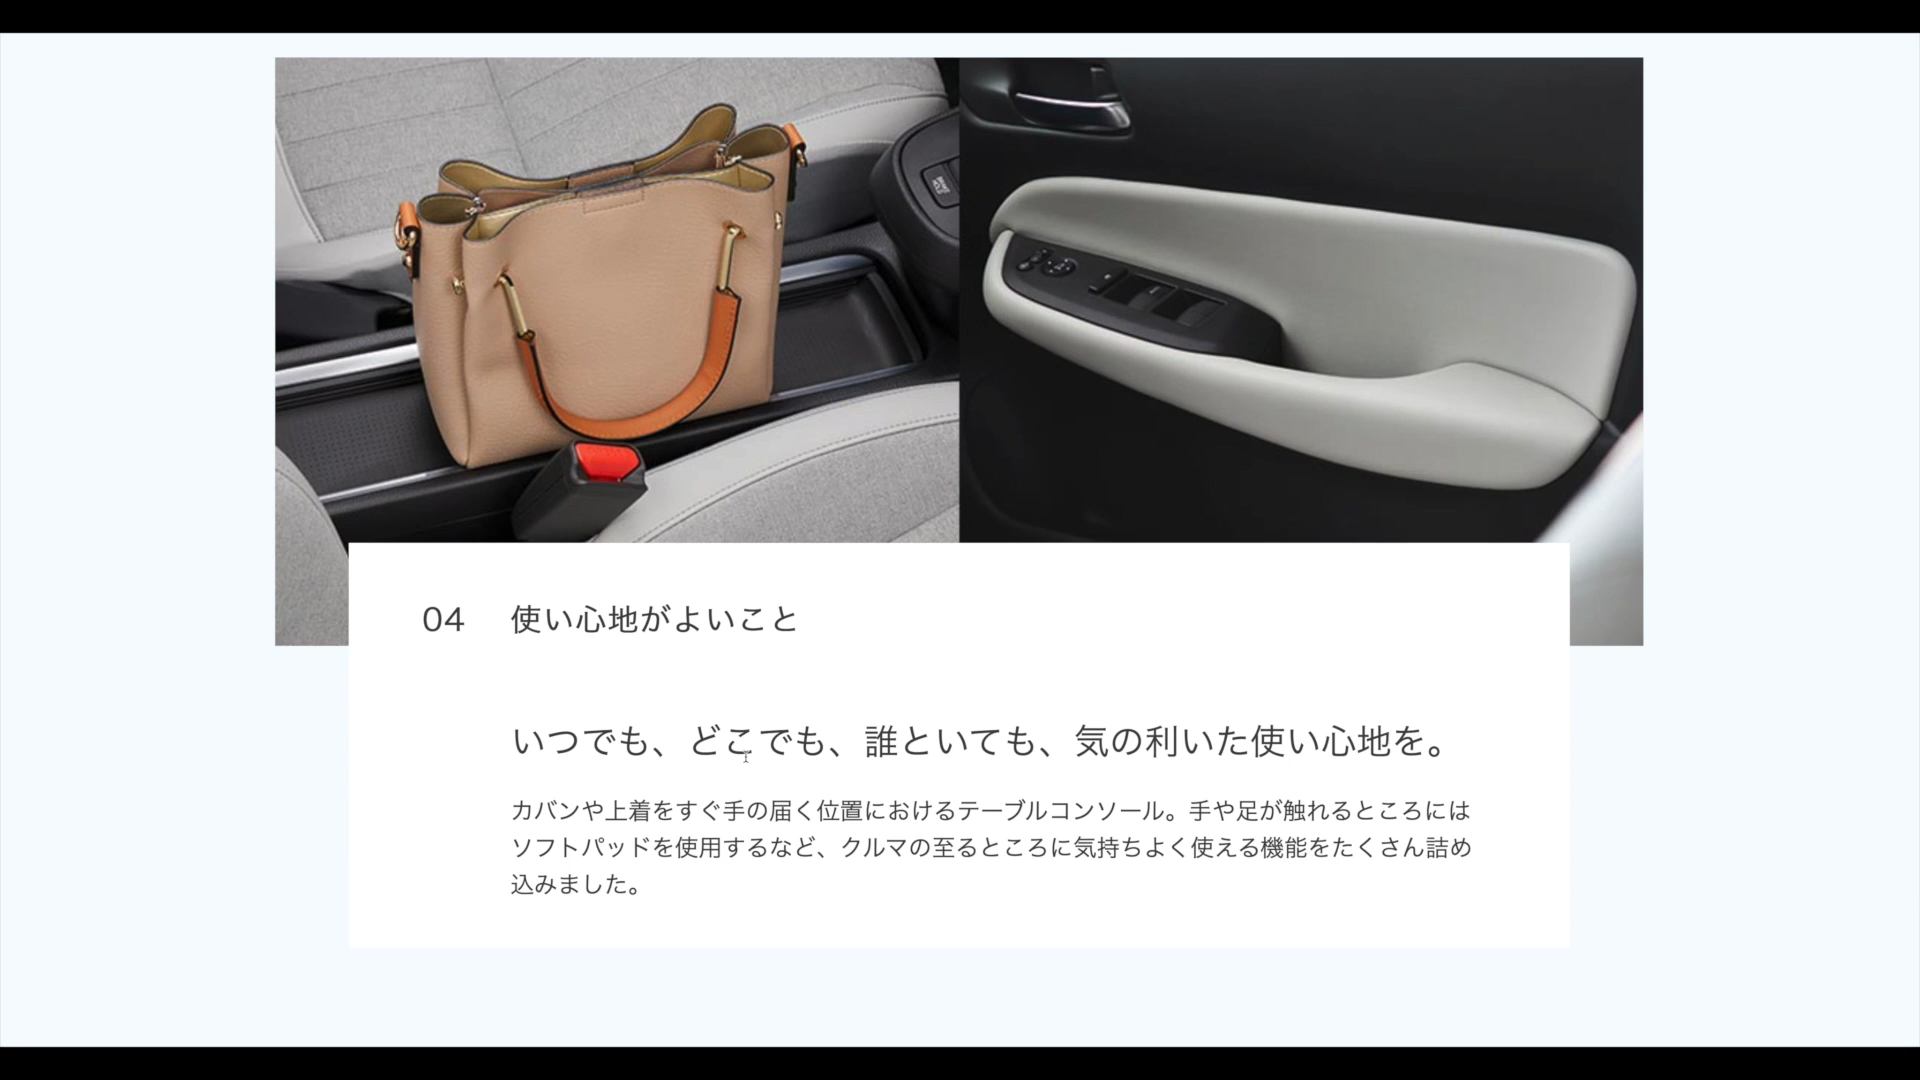 04 使い心地がよいこと
いつでも、どこでも、誰といても、気の利いた使い心地を。
カバンや上着をすぐ手の届く位置におけるテーブルコンソール。手や足が触れるところには
ソフトパッドを使用するなど、クルマの至るところに気持ちよく使える機能をたくさん詰め
込みました。